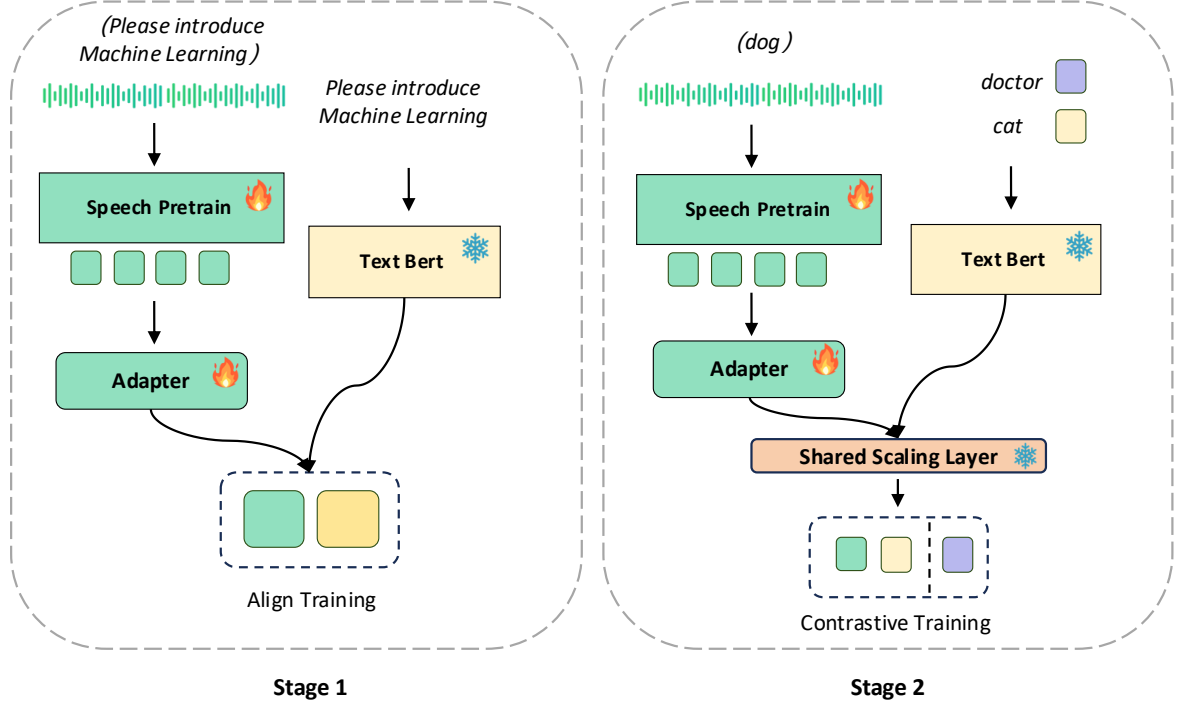 (Please introduce
Machine Learning)
Please introduce
Machine Learning
Speech Pretrain
Text Bert
Adapter
Align Training
Stage 1
(dog)
doctor
cat
Speech Pretrain
Text Bert
Adapter
Shared Scaling Layer
Contrastive Training
Stage 2